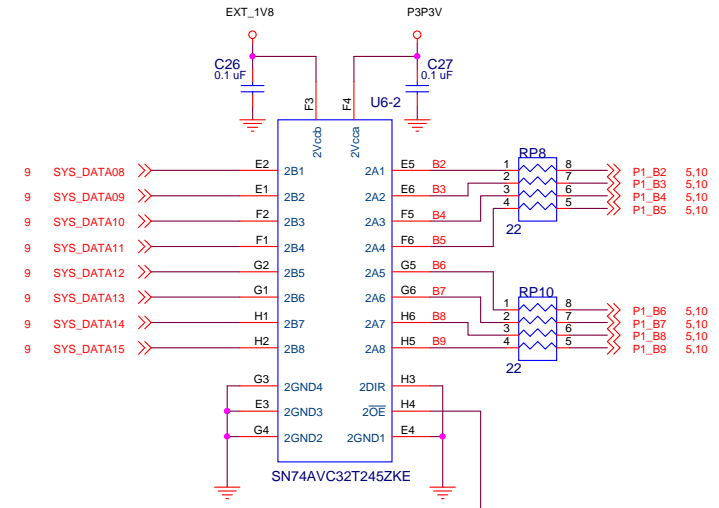 EXT_1V8 P3P3V
C26 0.1 uF
C27 0.1 uF
F3 F4 U6-2
2Vccb 2Vcca
9 SYS_DATA08 E2 2B1 2A1 E5 B2
9 SYS_DATA09 E1 2B2 2A2 E6 B3
9 SYS_DATA10 F2 2B3 2A3 F5 B4
9 SYS_DATA11 F1 2B4 2A4 F6 B5
9 SYS_DATA12 G2 2B5 2A5 G5 B6
9 SYS_DATA13 G1 2B6 2A6 G6 B7
9 SYS_DATA14 H1 2B7 2A7 H6 B8
9 SYS_DATA15 H2 2B8 2A8 H5 B9
G3 2GND4 2DIR H3
E3 2GND3 2OE H4
G4 2GND2 2GND1 E4
SN74AVC32T245ZKE
RP8
1 8 P1_B2 5,10
2 7 P1_B3 5,10
3 6 P1_B4 5,10
4 5 P1_B5 5,10
22
RP10
1 8 P1_B6 5,10
2 7 P1_B7 5,10
3 6 P1_B8 5,10
4 5 P1_B9 5,10
22